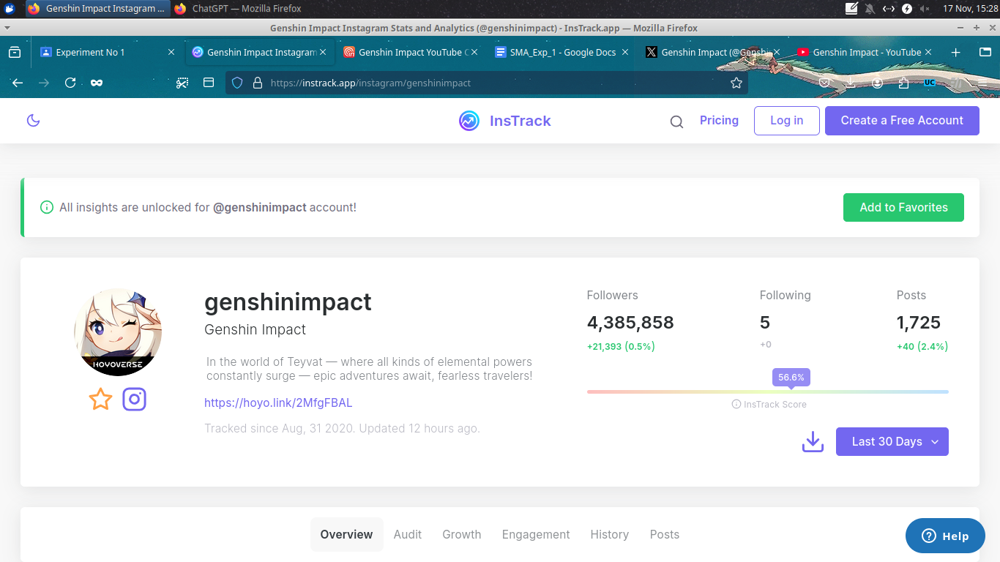 Genshin Impact Instagram ...
ChatGPT — Mozilla Firefox
17 Nov, 15:28
Genshin Impact Instagram Stats and Analytics (@genshinimpact) - InsTrack.app — Mozilla Firefox
Experiment No 1
Genshin Impact Instagram
Genshin Impact YouTube C
SMA_Exp_1 - Google Docs
Genshin Impact (@Genshi
Genshin Impact - YouTube
https://instrack.app/instagram/genshinimpact
UC
InsTrack
Pricing
Log in
Create a Free Account
All insights are unlocked for @genshinimpact account!
Add to Favorites
HOYOVERSE
genshinimpact
Genshin Impact
In the world of Teyvat — where all kinds of elemental powers
constantly surge — epic adventures await, fearless travelers!
https://hoyo.link/2MfgFBAL
Tracked since Aug, 31 2020. Updated 12 hours ago.
Followers
Following
Posts
4,385,858
5
1,725
+21,393 (0.5%)
+0
+40 (2.4%)
56.6%
InsTrack Score
Last 30 Days
Overview
Audit
Growth
Engagement
History
Posts
Help